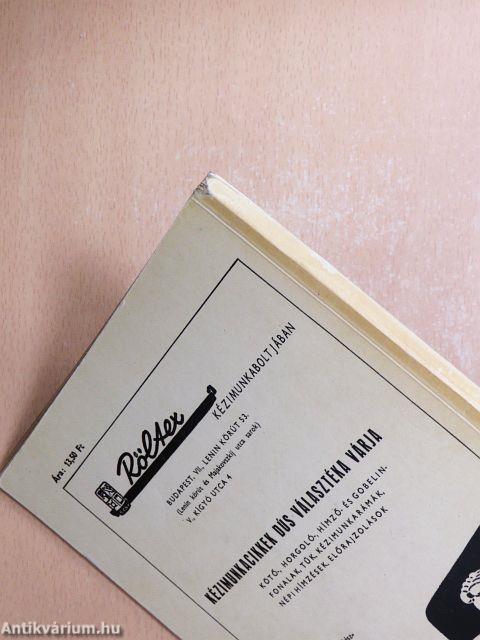 Röltex
KÉZIMUNKABOLTJÁBAN
BUDAPEST, VII., LENIN KÖRÚT 53.
(Lenin körút és Majakovszkij utca sarok)
V., KÍGYÓ UTCA 4
KÉZIMUNKACIKKEK DÚS VÁLASZTÉKA VÁRJA
KÖTŐ, HORGOLÓ, HÍMZŐ- ÉS GOBELIN-
FONALAK, TŰK, KÉZIMUNKARÁMÁK,
NÉPI HÍMZÉSEK, ELŐRAJZOLÁSOK
Ára: 13,50 Ft
Antikvárium.hu